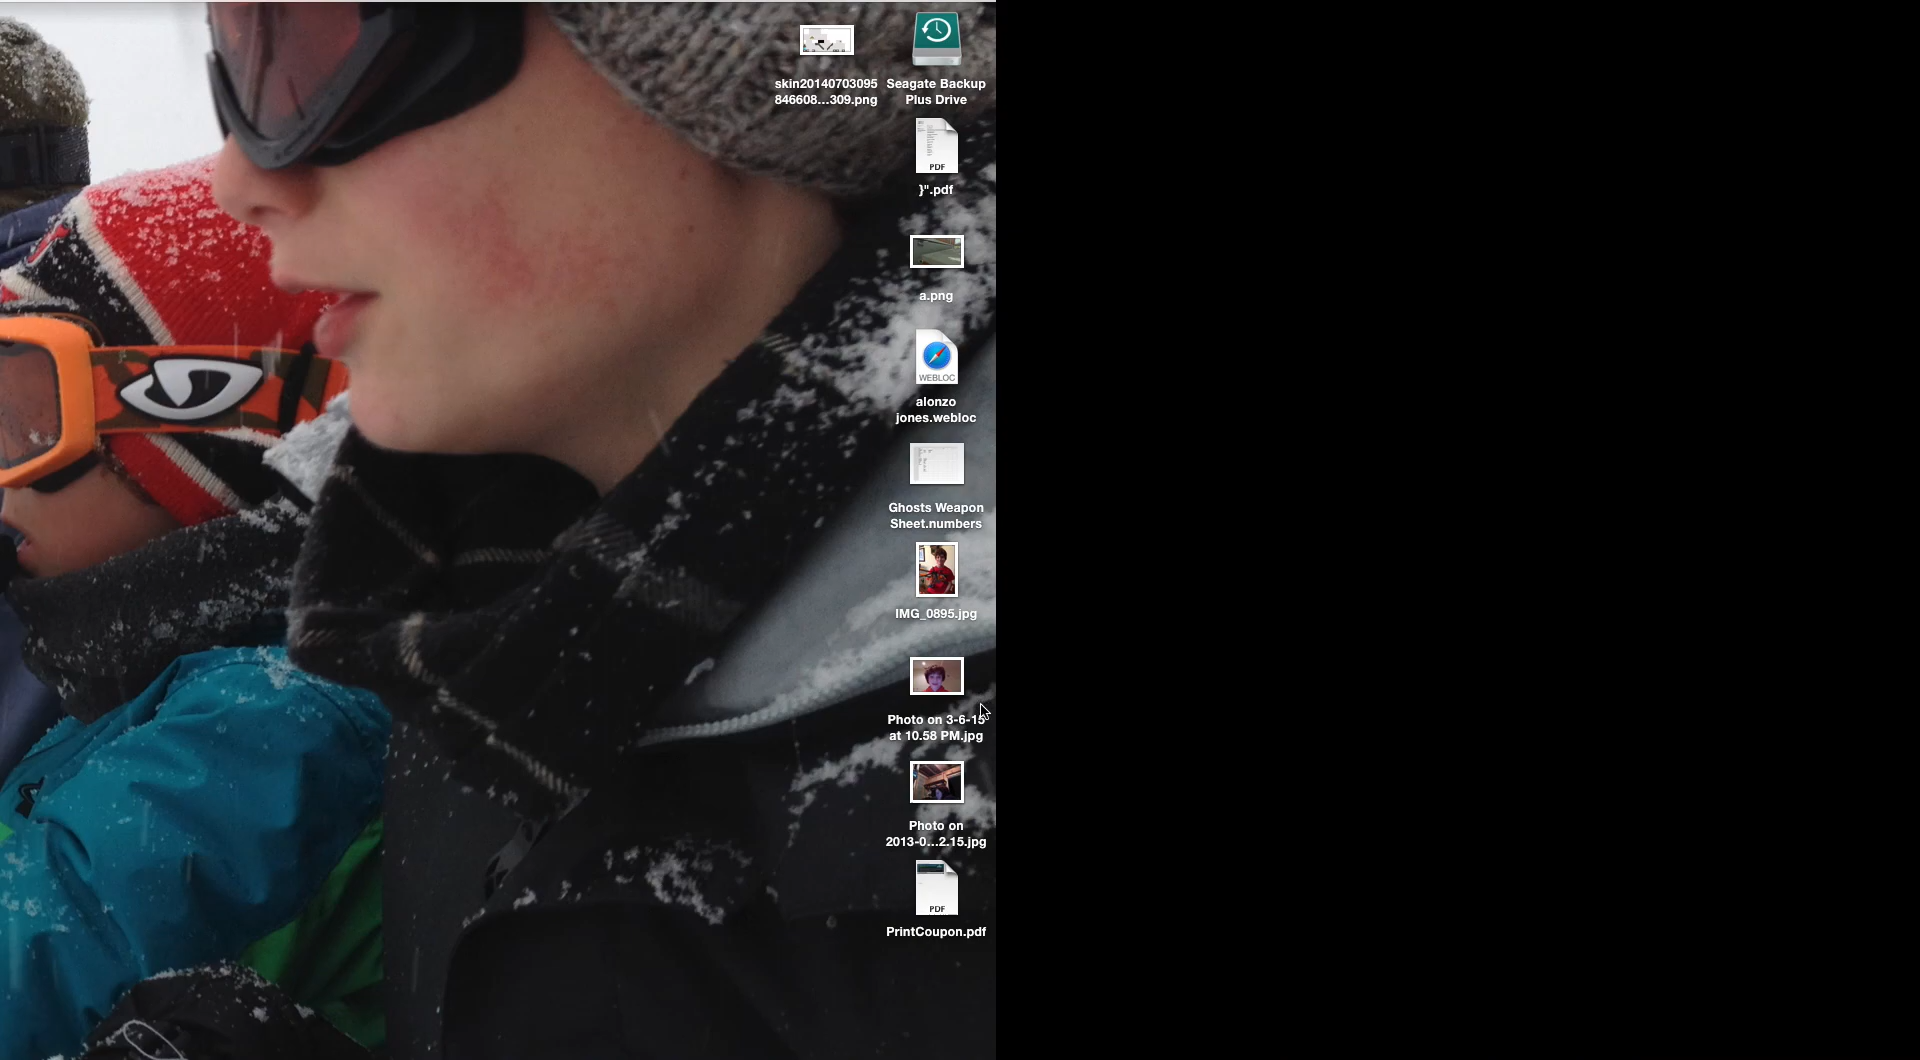 skin20140703095
846608...309.png
Seagate Backup
Plus Drive
PDF
}".pdf
a.png
WEBLOC
alonzo
jones.webloc
Ghosts Weapon
Sheet.numbers
IMG_0895.jpg
Photo on 3-6-15
at 10.58 PM.jpg
Photo on
2013-0...2.15.jpg
PDF
PrintCoupon.pdf